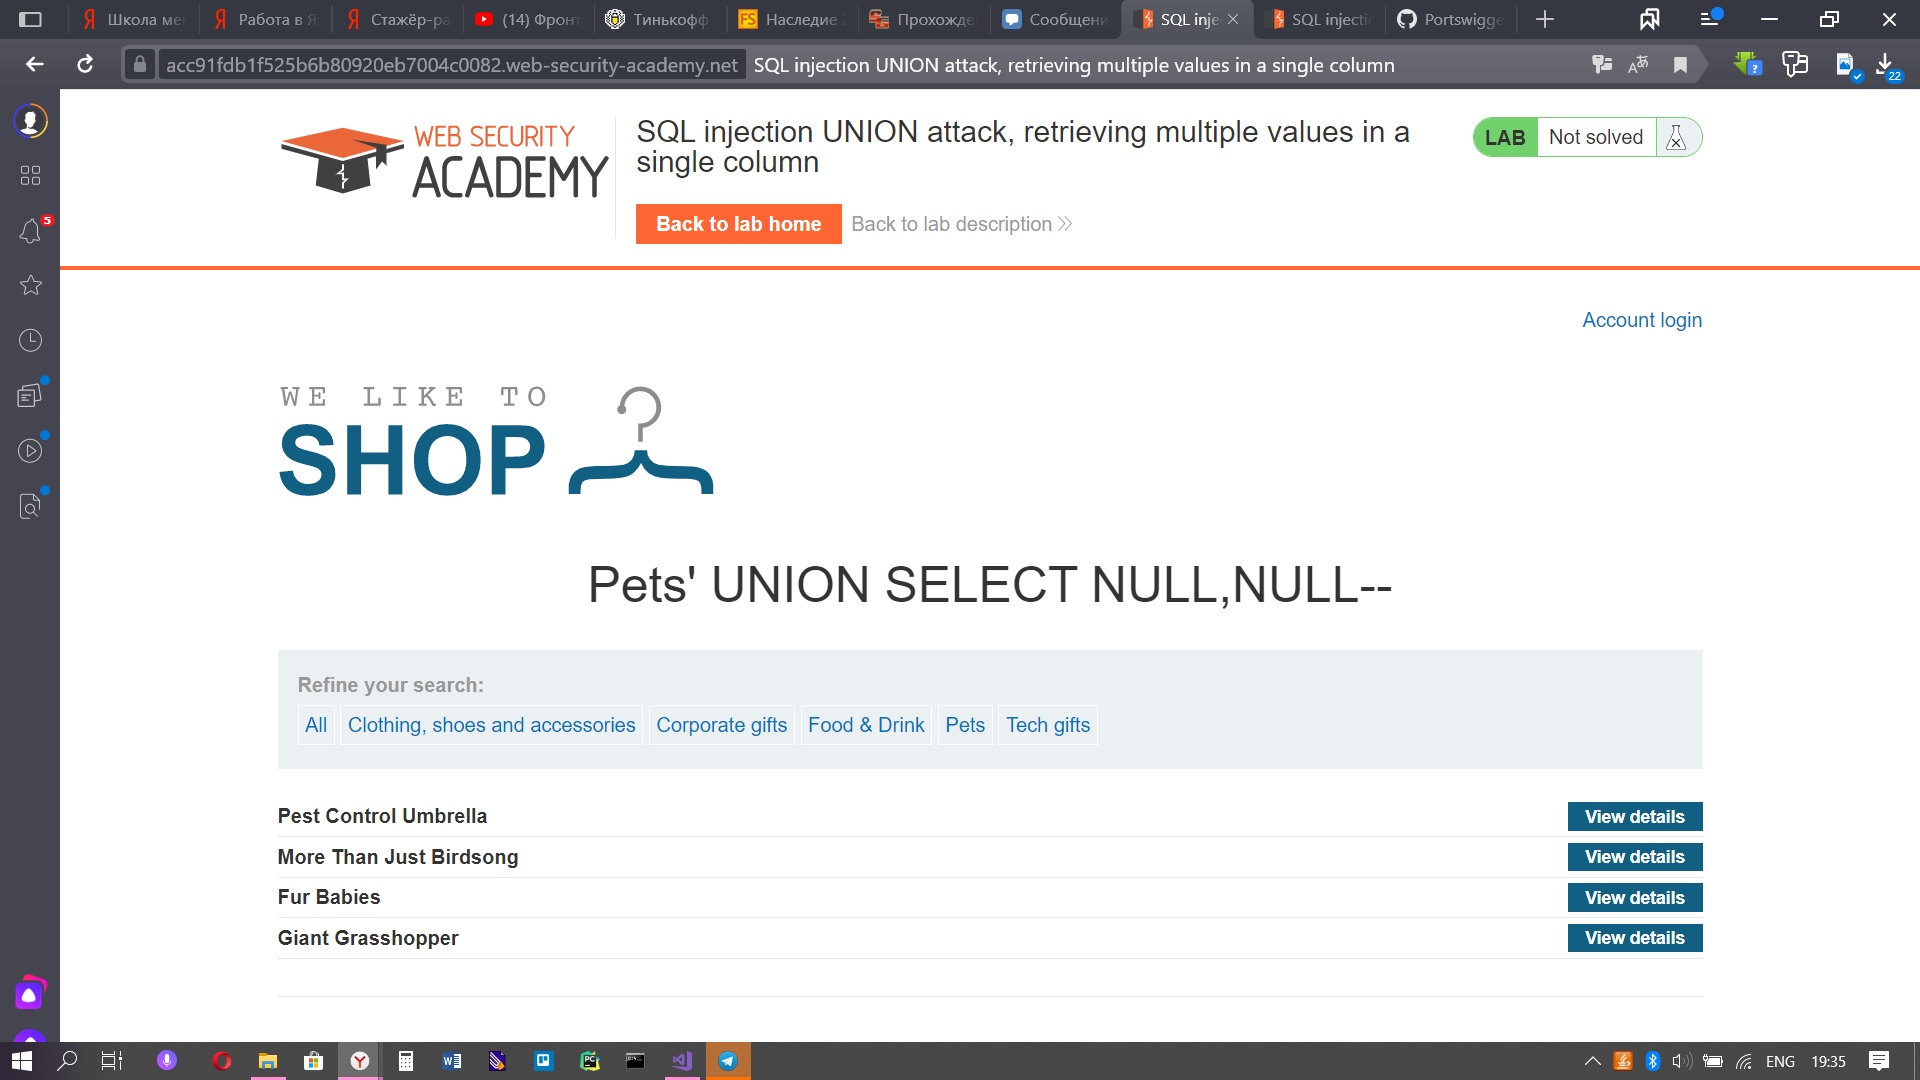 Школа мен
Работа в Я
Стажёр-ра
(14) Фронт
Тинькофф
FS Наследие
Прохожде
Сообщени
SQL inje
SQL injecti
Portswigge
acc91fdb1f525b6b80920eb7004c0082.web-security-academy.net SQL injection UNION attack, retrieving multiple values in a single column
22
5
WEB SECURITY
ACADEMY
SQL injection UNION attack, retrieving multiple values in a
single column
LAB Not solved
Back to lab home Back to lab description
Account login
WE LIKE TO
SHOP
Pets' UNION SELECT NULL,NULL--
Refine your search:
All Clothing, shoes and accessories Corporate gifts Food & Drink Pets Tech gifts
Pest Control Umbrella View details
More Than Just Birdsong View details
Fur Babies View details
Giant Grasshopper View details
ENG 19:35